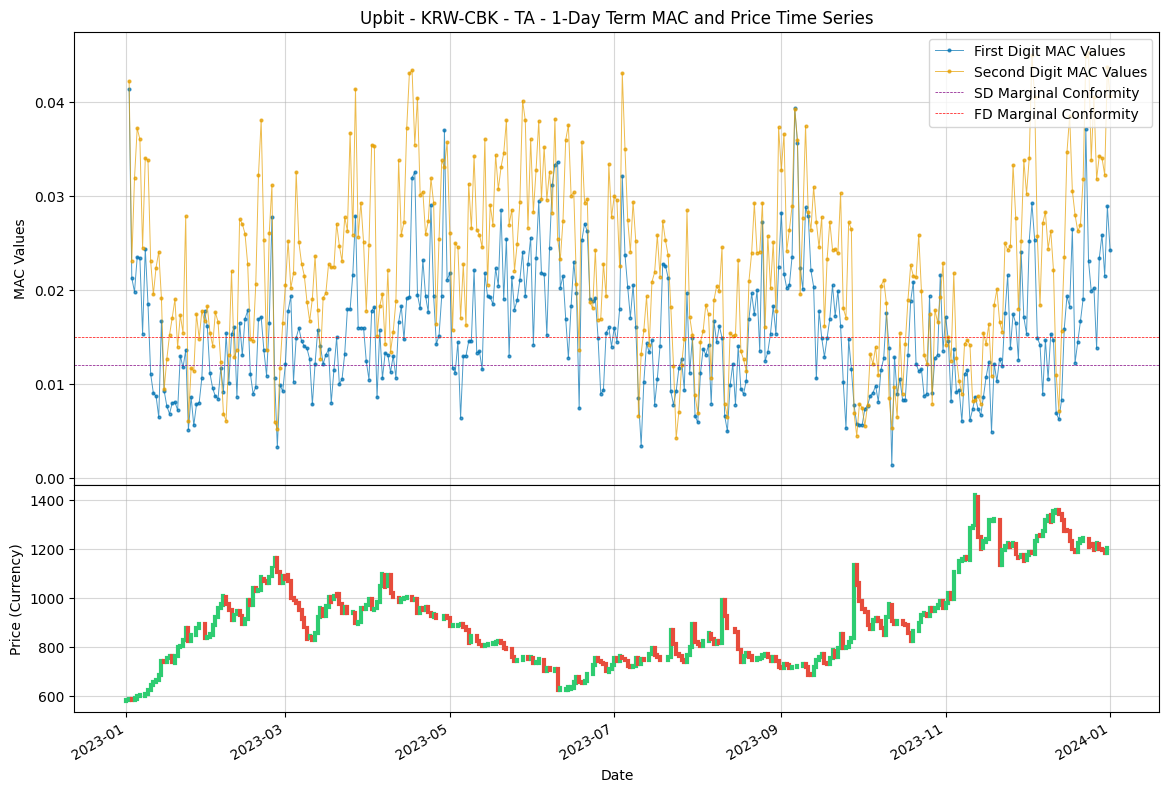 Upbit - KRW-CBK - TA - 1-Day Term MAC and Price Time Series
First Digit MAC Values
Second Digit MAC Values
SD Marginal Conformity
FD Marginal Conformity
MAC Values
0.04
0.03
0.02
0.01
0.00
Price (Currency)
1400
1200
1000
800
600
2023-01
2023-03
2023-05
2023-07
2023-09
2023-11
2024-01
Date